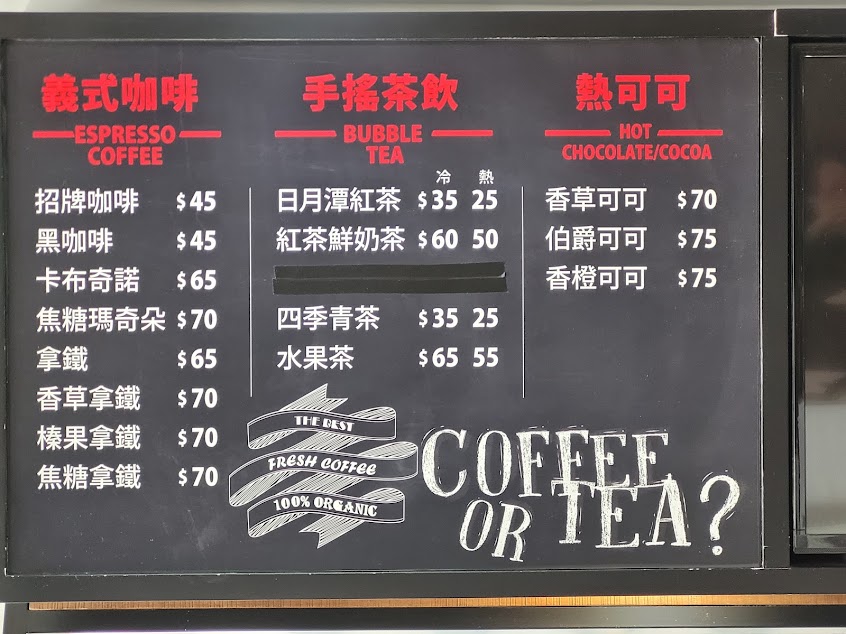 義式咖啡
ESPRESSO
COFFEE
招牌咖啡 $45
黑咖啡 $45
卡布奇諾 $65
焦糖瑪奇朵 $70
拿鐵 $65
香草拿鐵 $70
榛果拿鐵 $70
焦糖拿鐵 $70
手搖茶飲
BUBBLE
TEA
冷 熱
日月潭紅茶 $35 25
紅茶鮮奶茶 $60 50
四季青茶 $35 25
水果茶 $65 55
熱可可
HOT
CHOCOLATE/COCOA
香草可可 $70
伯爵可可 $75
香橙可可 $75
THE BEST
FRESH COFFEE
100% ORGANIC
COFFEE
OR TEA?